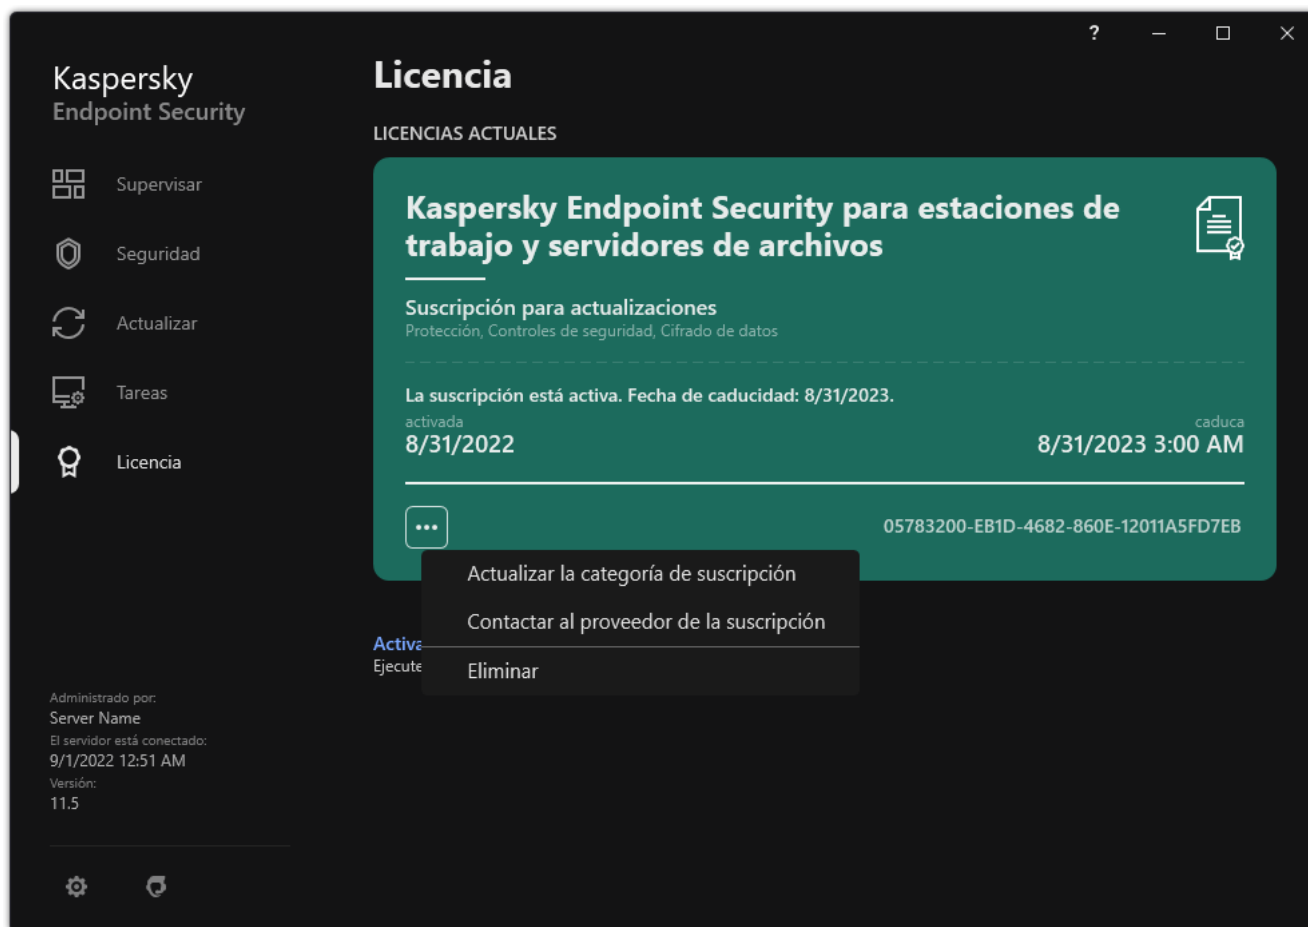 ?
Kaspersky
Endpoint Security
Supervisar
Seguridad
Actualizar
Tareas
Licencia
Administrado por:
Server Name
El servidor está conectado:
9/1/2022 12:51 AM
Versión:
11.5
Licencia
LICENCIAS ACTUALES
Kaspersky Endpoint Security para estaciones de
trabajo y servidores de archivos
Suscripción para actualizaciones
Protección, Controles de seguridad, Cifrado de datos
La suscripción está activa. Fecha de caducidad: 8/31/2023.
activada
caduca
8/31/2022
8/31/2023 3:00 AM
05783200-EB1D-4682-860E-12011A5FD7EB
Actualizar la categoría de suscripción
Contactar al proveedor de la suscripción
Eliminar
Activa
Ejecute